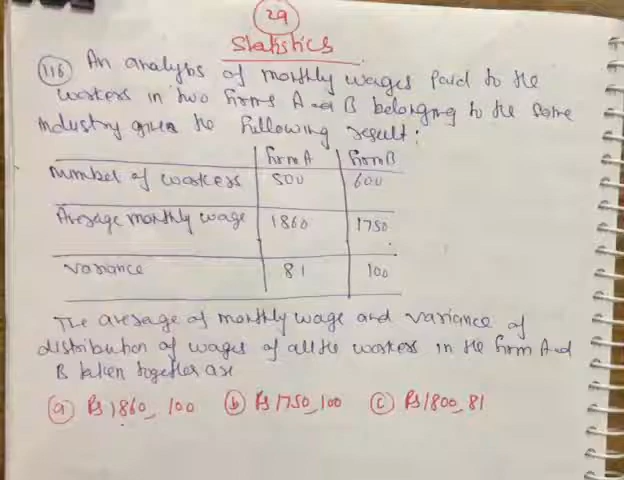 29
Statistics
116 An analysis of monthly wages paid to the
workers in two firms A and B belonging to the same
Industry gives the following result:
firm A firm B
Number of workers 500 600
Average monthly wage 1860 1750
variance 81 100
The average of monthly wage and variance of
distribution of wages of all the workers in the firm A and
B taken together are
(a) Rs 1860, 100 (b) Rs 1750, 100 (c) Rs 1800, 81